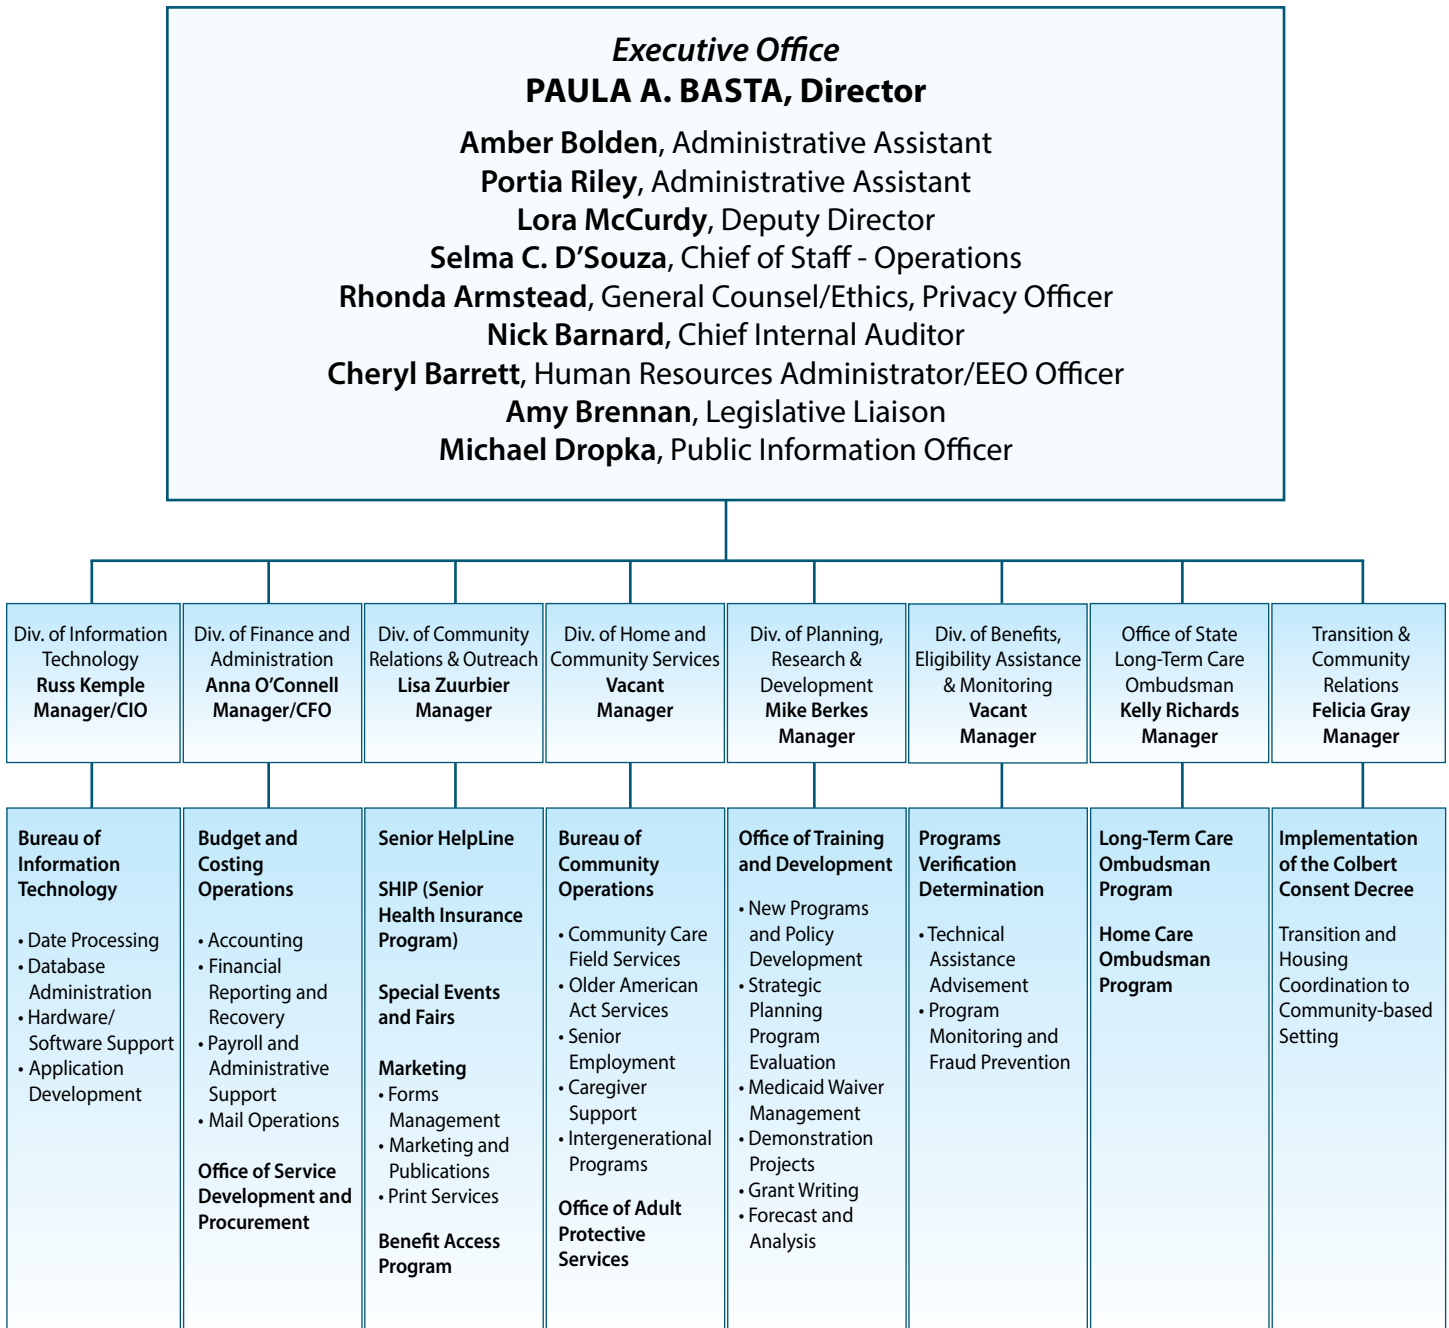 Executive Office
PAULA A. BASTA, Director
Amber Bolden, Administrative Assistant
Portia Riley, Administrative Assistant
Lora McCurdy, Deputy Director
Selma C. D’Souza, Chief of Staff - Operations
Rhonda Armstead, General Counsel/Ethics, Privacy Officer
Nick Barnard, Chief Internal Auditor
Cheryl Barrett, Human Resources Administrator/EEO Officer
Amy Brennan, Legislative Liaison
Michael Dropka, Public Information Officer
Div. of Information
Technology
Russ Kemple
Manager/CIO
Div. of Finance and
Administration
Anna O’Connell
Manager/CFO
Div. of Community
Relations & Outreach
Lisa Zuurbier
Manager
Div. of Home and
Community Services
Vacant
Manager
Div. of Planning,
Research &
Development
Mike Berkes
Manager
Div. of Benefits,
Eligibility Assistance
& Monitoring
Vacant
Manager
Office of State
Long-Term Care
Ombudsman
Kelly Richards
Manager
Transition &
Community
Relations
Felicia Gray
Manager
Bureau of
Information
Technology
• Date Processing
• Database
Administration
• Hardware/
Software Support
• Application
Development
Budget and
Costing
Operations
• Accounting
• Financial
Reporting and
Recovery
• Payroll and
Administrative
Support
• Mail Operations
Office of Service
Development and
Procurement
Senior HelpLine
SHIP (Senior
Health Insurance
Program)
Special Events
and Fairs
Marketing
• Forms
Management
• Marketing and
Publications
• Print Services
Benefit Access
Program
Bureau of
Community
Operations
• Community Care
Field Services
• Older American
Act Services
• Senior
Employment
• Caregiver
Support
• Intergenerational
Programs
Office of Adult
Protective
Services
Office of Training
and Development
• New Programs
and Policy
Development
• Strategic
Planning
Program
Evaluation
• Medicaid Waiver
Management
• Demonstration
Projects
• Grant Writing
• Forecast and
Analysis
Programs
Verification
Determination
• Technical
Assistance
Advisement
• Program
Monitoring and
Fraud Prevention
Long-Term Care
Ombudsman
Program
Home Care
Ombudsman
Program
Implementation
of the Colbert
Consent Decree
Transition and
Housing
Coordination to
Community-based
Setting